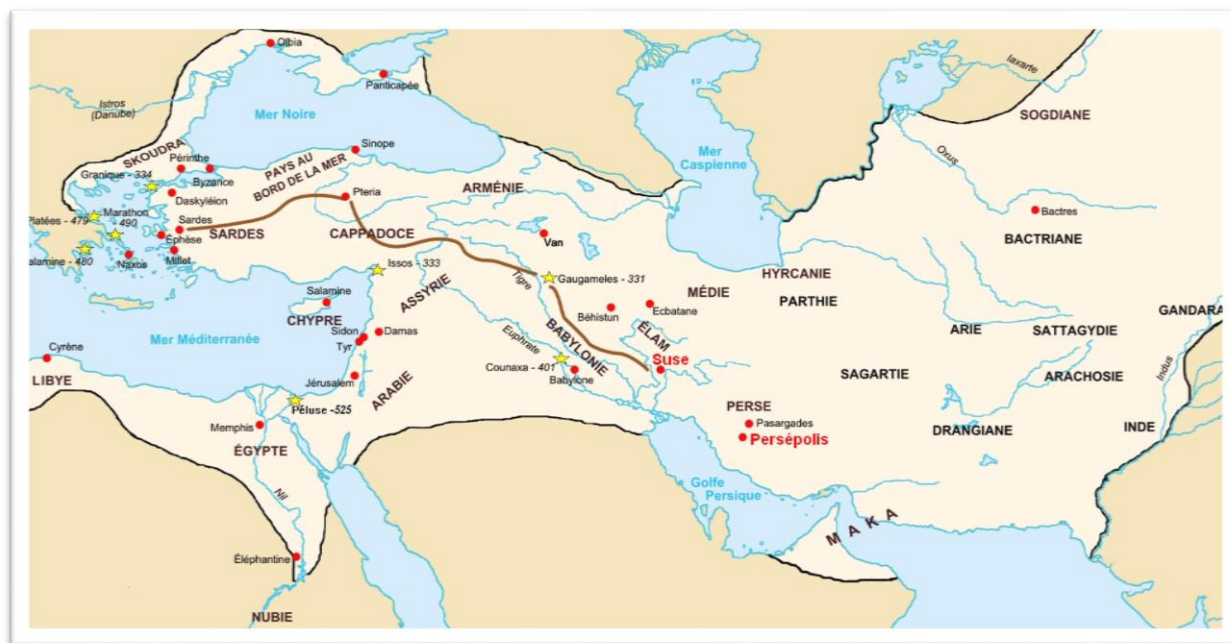 Olbia
Iaxarte
Panticapée
SOGDIANE
Istros
(Danube)
Mer Noire
Mer
Caspienne
Oxus
SKOUDRA
Sinope
Périnthe
PAYS AU
BORD DE LA MER
Granique - 334
Byzance
ARMÉNIE
Pteria
Daskyléion
Bactres
Platées - 479
Marathon
- 490
Sardes
SARDES
CAPPADOCE
Van
BACTRIANE
Éphèse
alamine - 480
Naxos
Millet
Issos - 333
ASSYRIE
Tigre
Gaugameles - 331
MÉDIE
HYRCANIE
PARTHIE
Salamine
CHYPRE
Béhistun
Ecbatane
GANDARA
Mer Méditerranée
Sidon
Damas
Tyr
Euphrate
BABYLONIE
ÉLAM
ARIE
SATTAGYDIE
Cyrène
Counaxa - 401
Suse
LIBYE
Jérusalem
ARABIE
Babylone
SAGARTIE
ARACHOSIE
Indua
Péluse -525
PERSE
Memphis
Pasargades
DRANGIANE
INDE
Persépolis
ÉGYPTE
Golfe
Persique
Nil
MAKA
Éléphantine
NUBIE